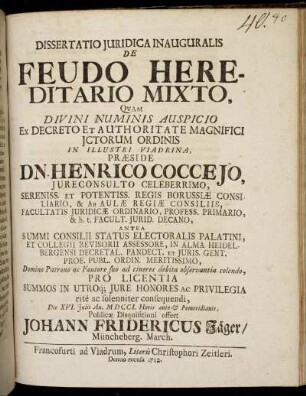 DISSERTATIO JURIDICA INAUGURALIS
DE
FEUDO HERE-
DITARIO MIXTO,
QVAM
DIVINI NUMINIS AUSPICIO
EX DECRETO ET AUTHORITATE MAGNIFICI
JCTORUM ORDINIS
IN ILLUSTRI VIADRINA,
PRÆSIDE
DN. HENRICO COCCEJO,
JURECONSULTO CELEBERRIMO,
SERENISS. ET POTENTISS. REGIS BORUSSIÆ CONSI-
LIARIO, & AULÆ REGIÆ CONSILIIS,
FACULTATIS JURIDICÆ ORDINARIO, PROFESS. PRIMARIO,
& h. t. FACULT. JURID. DECANO,
ANTEA
SUMMI CONSILII STATUS ELECTORALIS PALATINI,
ET COLLEGII REVISORII ASSESSORE, IN ALMA HEIDEL-
BERGENSI DECRETAL. PANDECT. ET JURIS. GENT.
PROF. PUBL. ORDIN. MERITISSIMO,
Domino Patrono ac Fautore suo ad cineres debita observantia colendo,
PRO LICENTIA
SUMMOS IN UTROQ; JURE HONORES AC PRIVILEGIA
rite ac solenniter consequendi,
Die XVI. Julii An. MDCCI. Horis ante & Pomeridianis
Publicæ Disquisitioni offert
JOHANN FRIDERICUS Jäger/
Müncheberg. March.
Francofurti ad Viadrum, Literis Christophori Zeitleri.
Denuo recusa 1712.